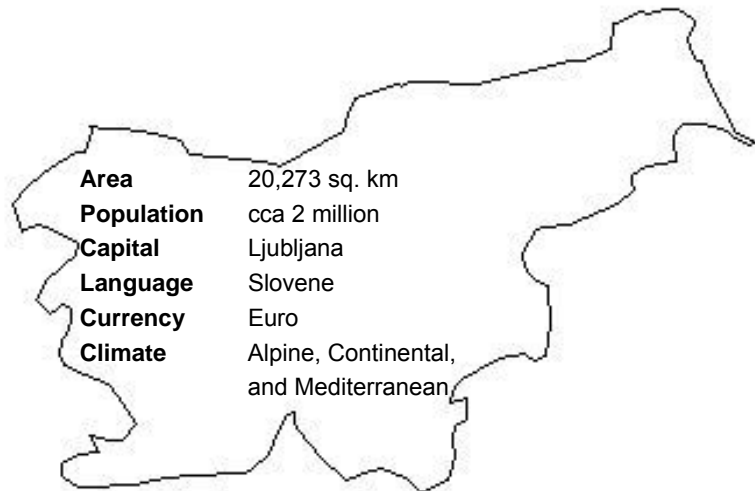 Area 20,273 sq. km
Population cca 2 million
Capital Ljubljana
Language Slovene
Currency Euro
Climate Alpine, Continental,
and Mediterranean